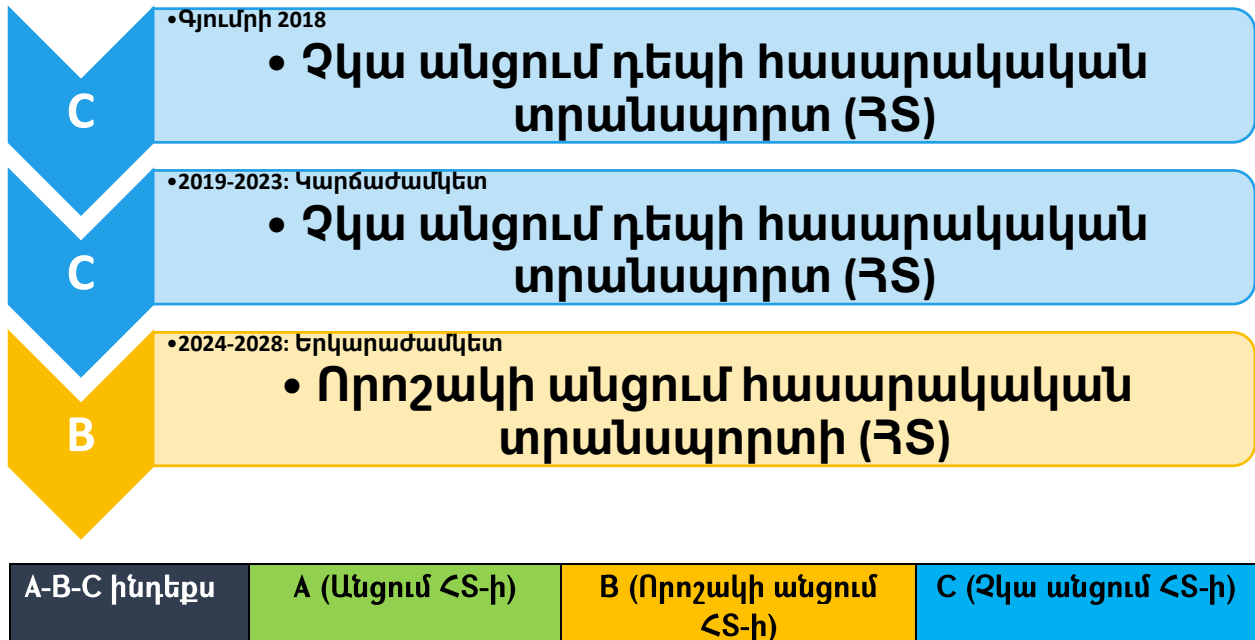 C
•Գյումրի 2018
• Չկա անցում դեպի հասարակական
տրանսպորտ (ՀՏ)
C
•2019-2023: Կարճաժամկետ
• Չկա անցում դեպի հասարակական
տրանսպորտ (ՀՏ)
B
•2024-2028: Երկարաժամկետ
• Որոշակի անցում հասարակական
տրանսպորտի (ՀՏ)
A-B-C ինդեքս
A (Անցում ՀՏ-ի)
B (Որոշակի անցում
ՀՏ-ի)
C (Չկա անցում ՀՏ-ի)